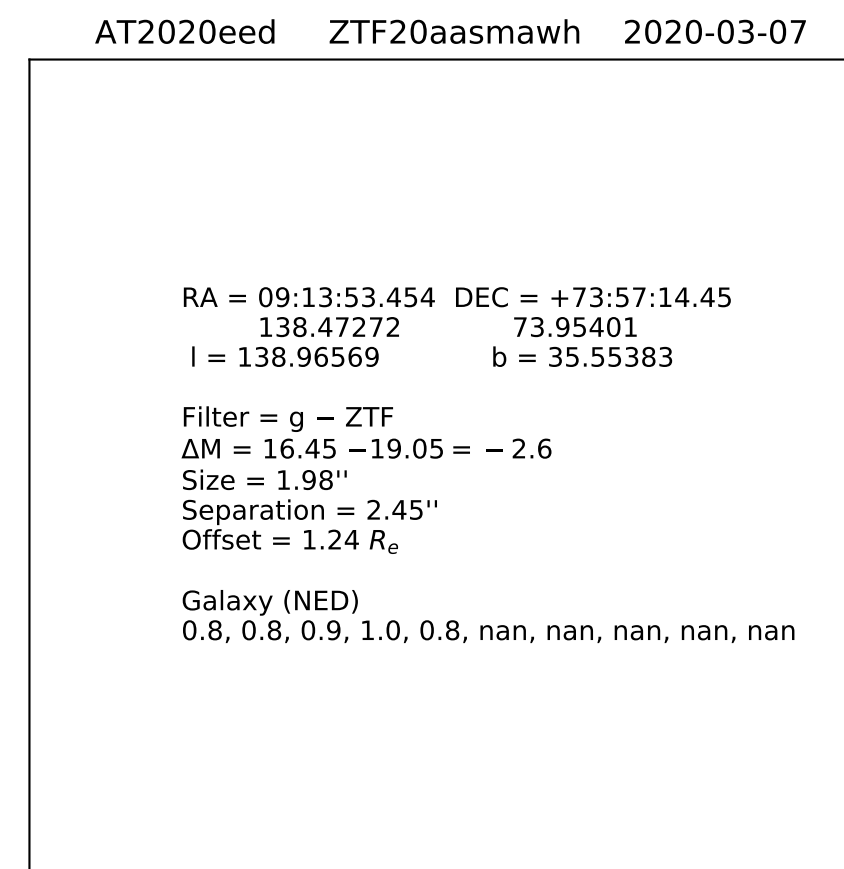 AT2020eed ZTF20aasmawh 2020-03-07
RA = 09:13:53.454 DEC = +73:57:14.45
138.47272 73.95401
l = 138.96569 b = 35.55383
Filter = g − ZTF
ΔM = 16.45 −19.05 = − 2.6
Size = 1.98''
Separation = 2.45''
Offset = 1.24 Rₑ
Galaxy (NED)
0.8, 0.8, 0.9, 1.0, 0.8, nan, nan, nan, nan, nan